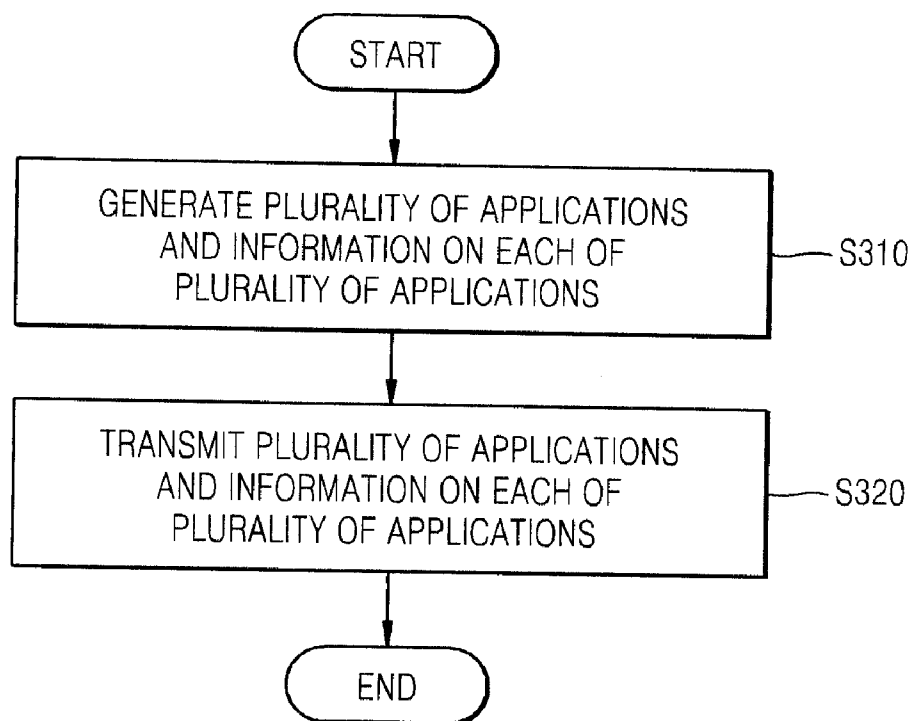 START
GENERATE PLURALITY OF APPLICATIONS
AND INFORMATION ON EACH OF
PLURALITY OF APPLICATIONS
S310
TRANSMIT PLURALITY OF APPLICATIONS
AND INFORMATION ON EACH OF
PLURALITY OF APPLICATIONS
S320
END